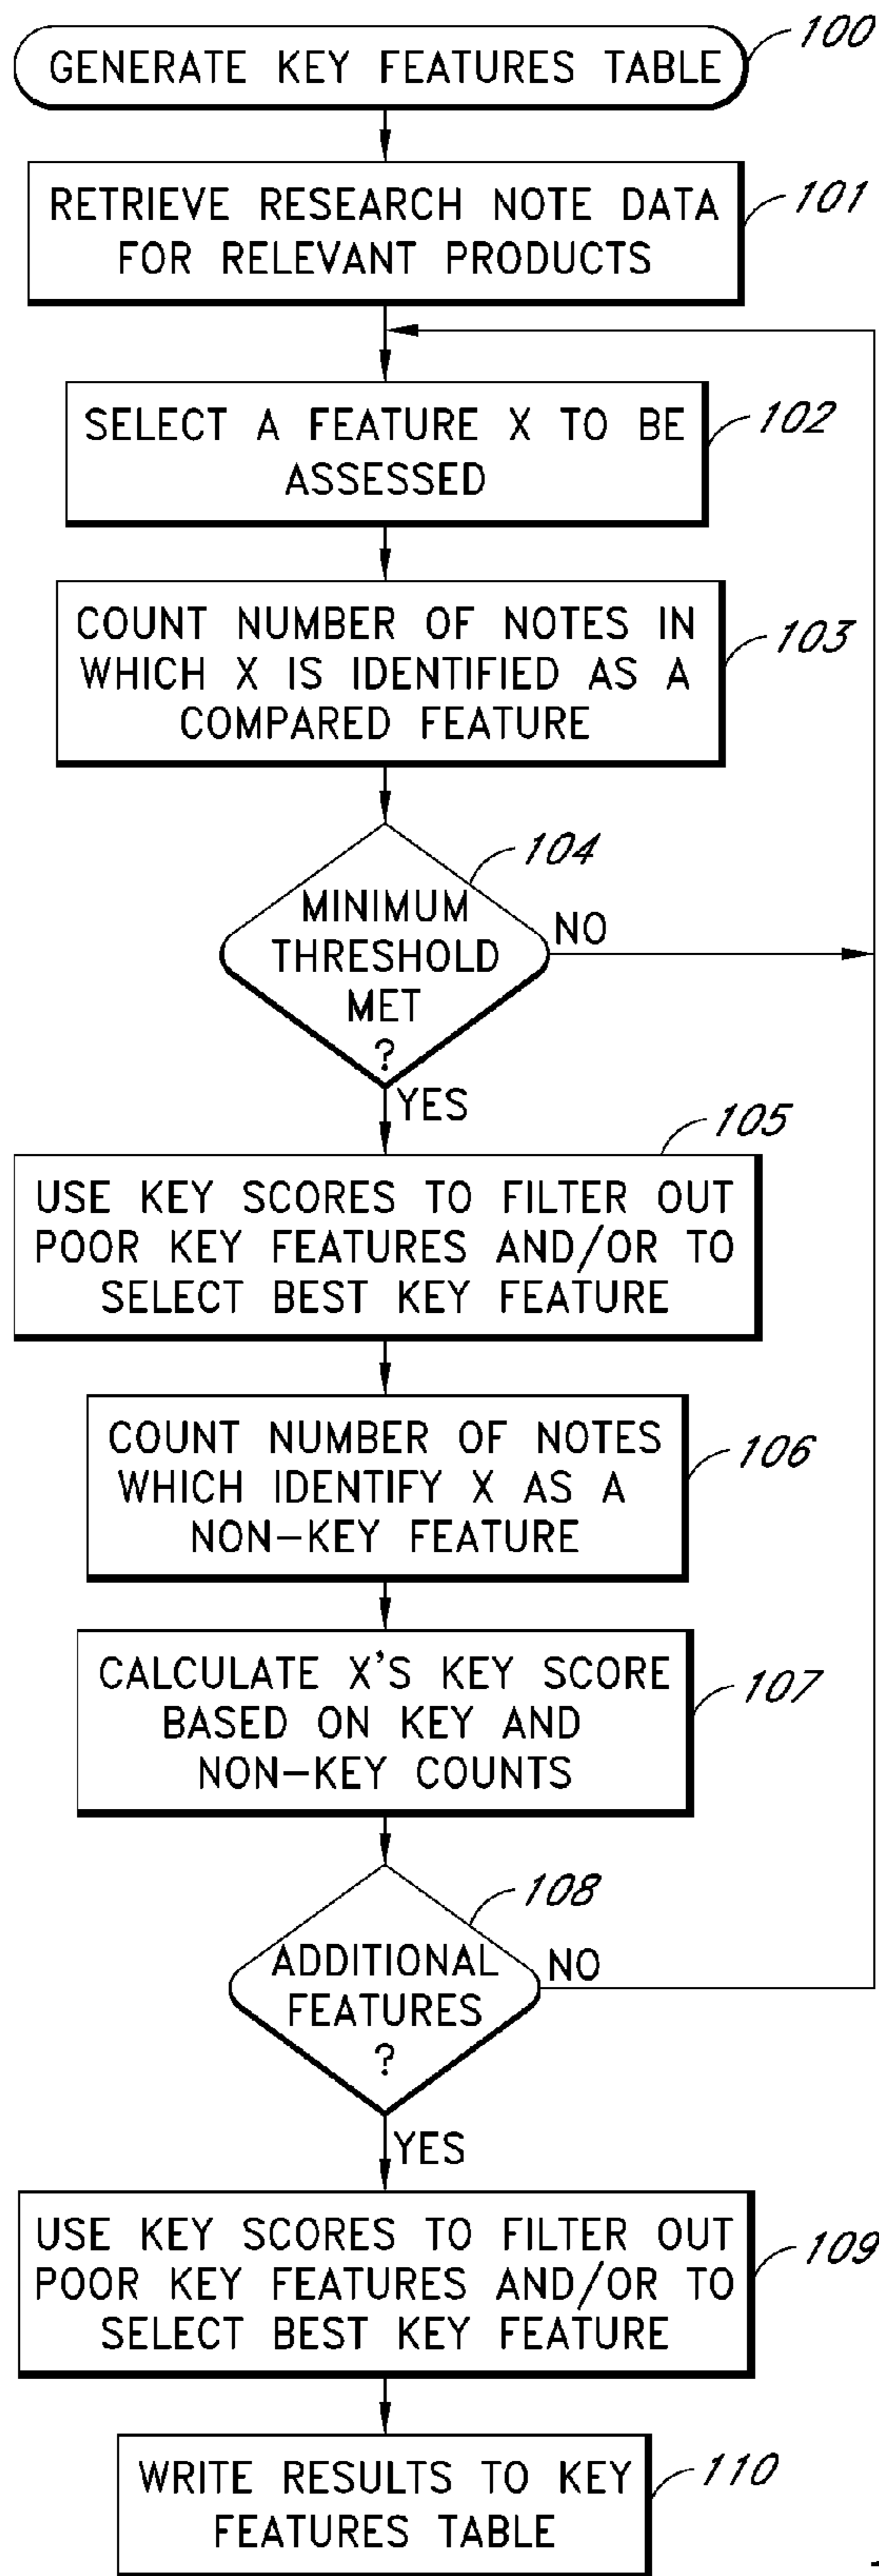 GENERATE KEY FEATURES TABLE
100
RETRIEVE RESEARCH NOTE DATA
FOR RELEVANT PRODUCTS
101
SELECT A FEATURE X TO BE
ASSESSED
102
COUNT NUMBER OF NOTES IN
WHICH X IS IDENTIFIED AS A
COMPARED FEATURE
103
104
MINIMUM
THRESHOLD
MET
?
NO
YES
105
USE KEY SCORES TO FILTER OUT
POOR KEY FEATURES AND/OR TO
SELECT BEST KEY FEATURE
COUNT NUMBER OF NOTES
WHICH IDENTIFY X AS A
NON-KEY FEATURE
106
CALCULATE X'S KEY SCORE
BASED ON KEY AND
NON-KEY COUNTS
107
108
ADDITIONAL
FEATURES
?
NO
YES
USE KEY SCORES TO FILTER OUT
POOR KEY FEATURES AND/OR TO
SELECT BEST KEY FEATURE
109
WRITE RESULTS TO KEY
FEATURES TABLE
110